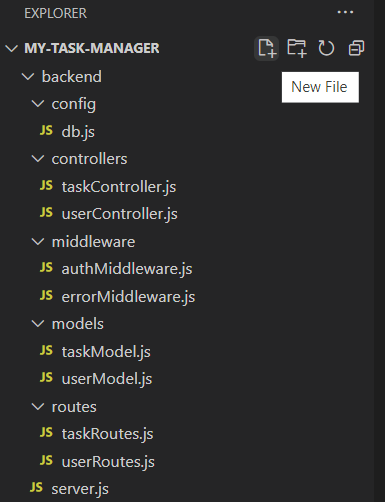 EXPLORER ...
MY-TASK-MANAGER
backend
New File
config
JS db.js
controllers
JS taskController.js
JS userController.js
middleware
JS authMiddleware.js
JS errorMiddleware.js
models
JS taskModel.js
JS userModel.js
routes
JS taskRoutes.js
JS userRoutes.js
JS server.js